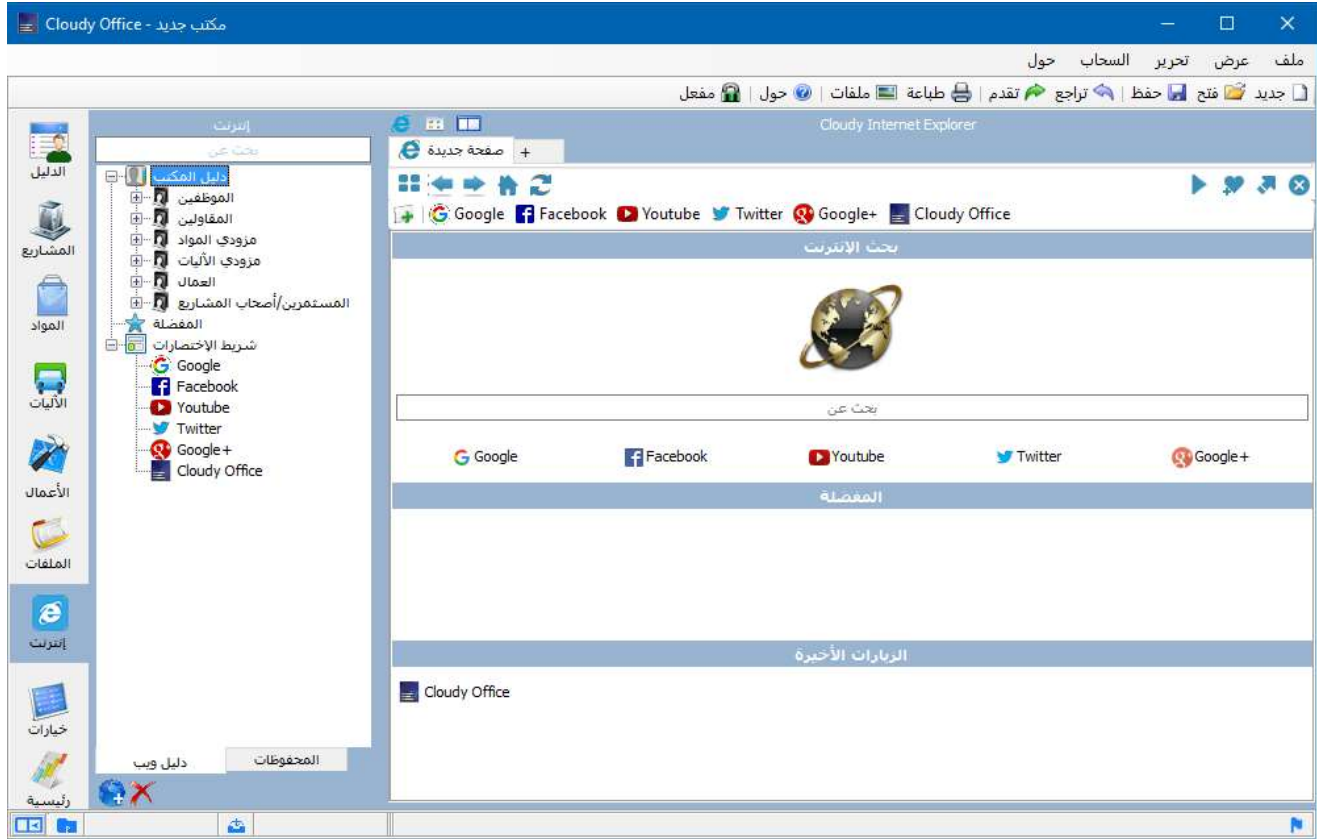 Cloudy Office - مكتب جديد
ملف عرض تحرير السحاب حول
جديد فتح حفظ تراجع تقدم طباعة ملفات حول مفعل
الدليل
المشاريع
المواد
الأليات
الأعمال
الملفات
إنترنت
خيارات
رئيسية
إنترنت
بحث عن
دليل المكتب
الموظفين
المقاولين
مزودي المواد
مزودي الأليات
العمال
المستمرين/أصحاب المشاريع
المفضلة
شريط الإختصارات
Google
Facebook
Youtube
Twitter
Google+
Cloudy Office
دليل ويب المحفوظات
Cloudy Internet Explorer
صفحة جديدة +
Google Facebook Youtube Twitter Google+ Cloudy Office
بحث الإنترنت
بحث عن
Google Facebook Youtube Twitter Google+
المفضلة
الزيارات الأخيرة
Cloudy Office